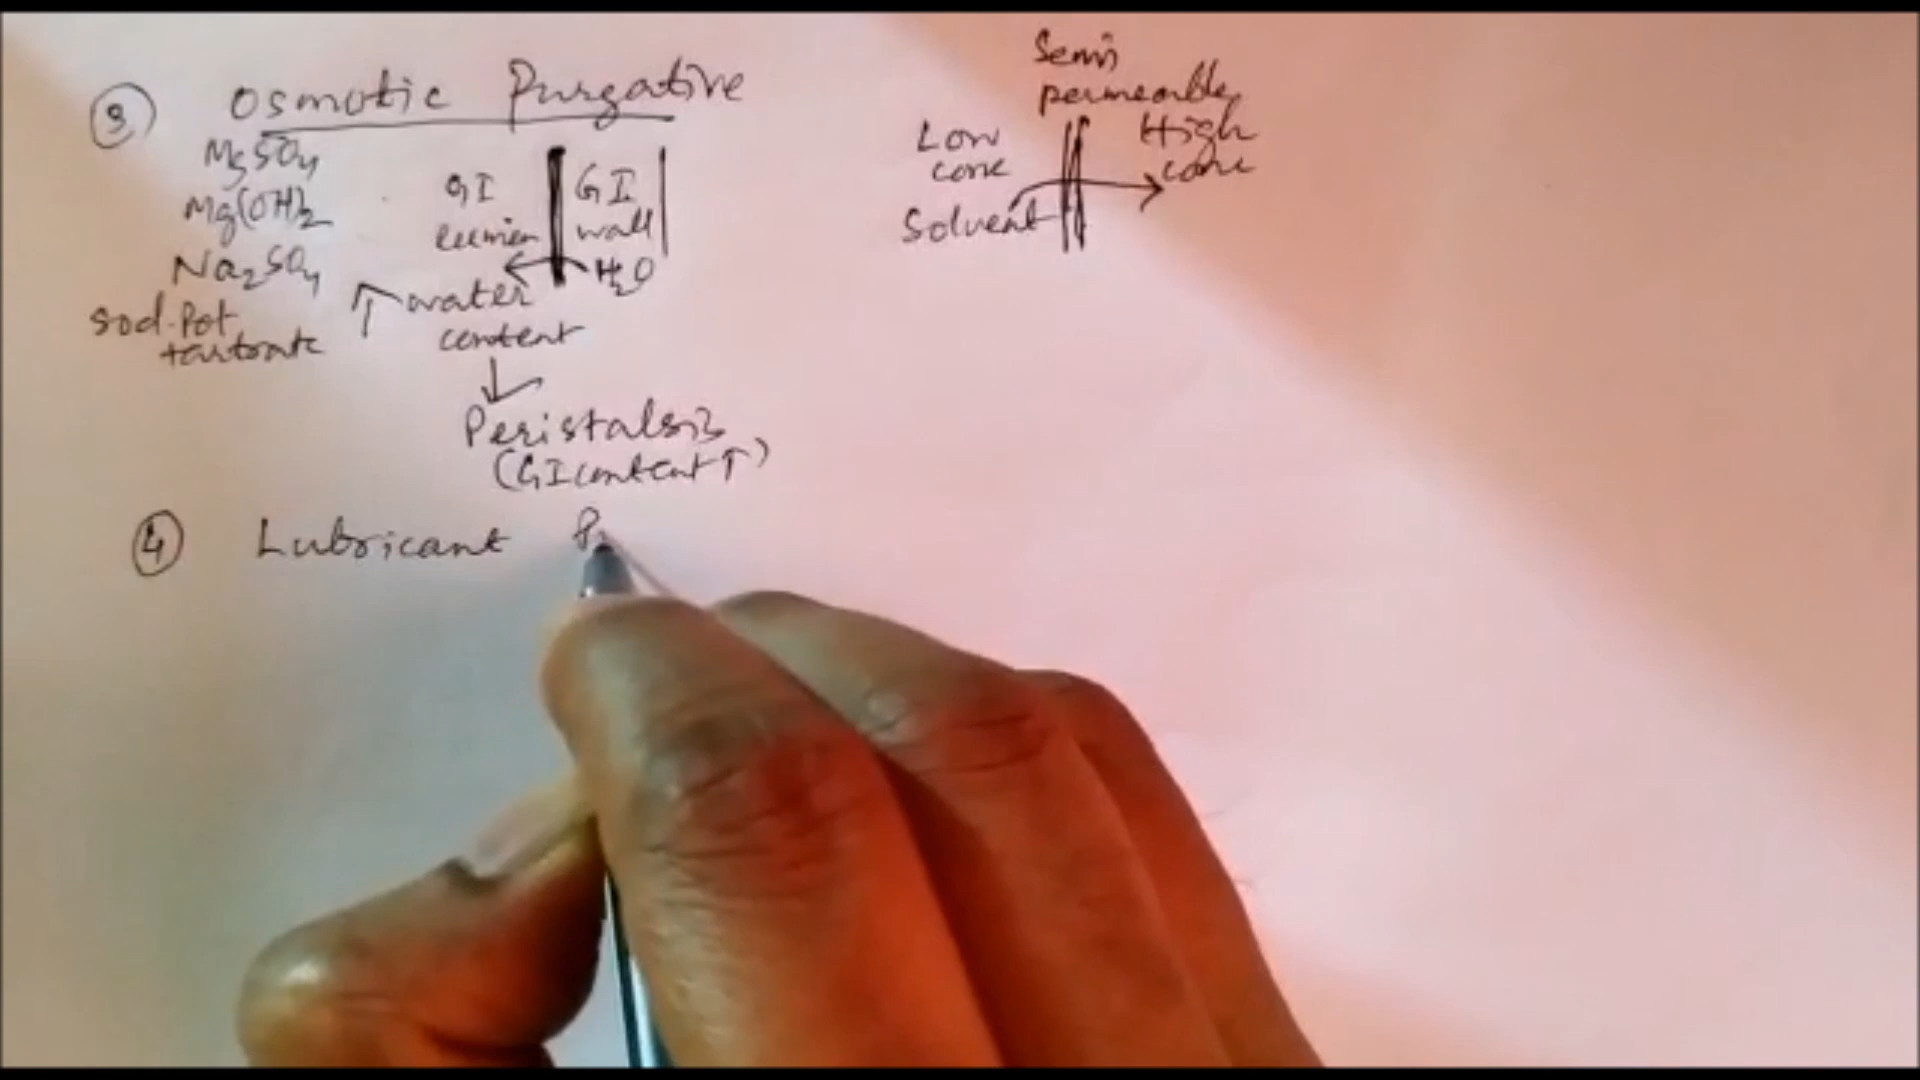 3 Osmotic Purgative
MgSO4
Mg(OH)2
Na2SO4
sod.Pot
tartrate
GI
lumen
GI
wall
H2O
↑ water
content
↓
Peristalsis
(GI content ↑)
4 Lubricant P
Semi
permeable
Low
conc
High
conc
Solvent